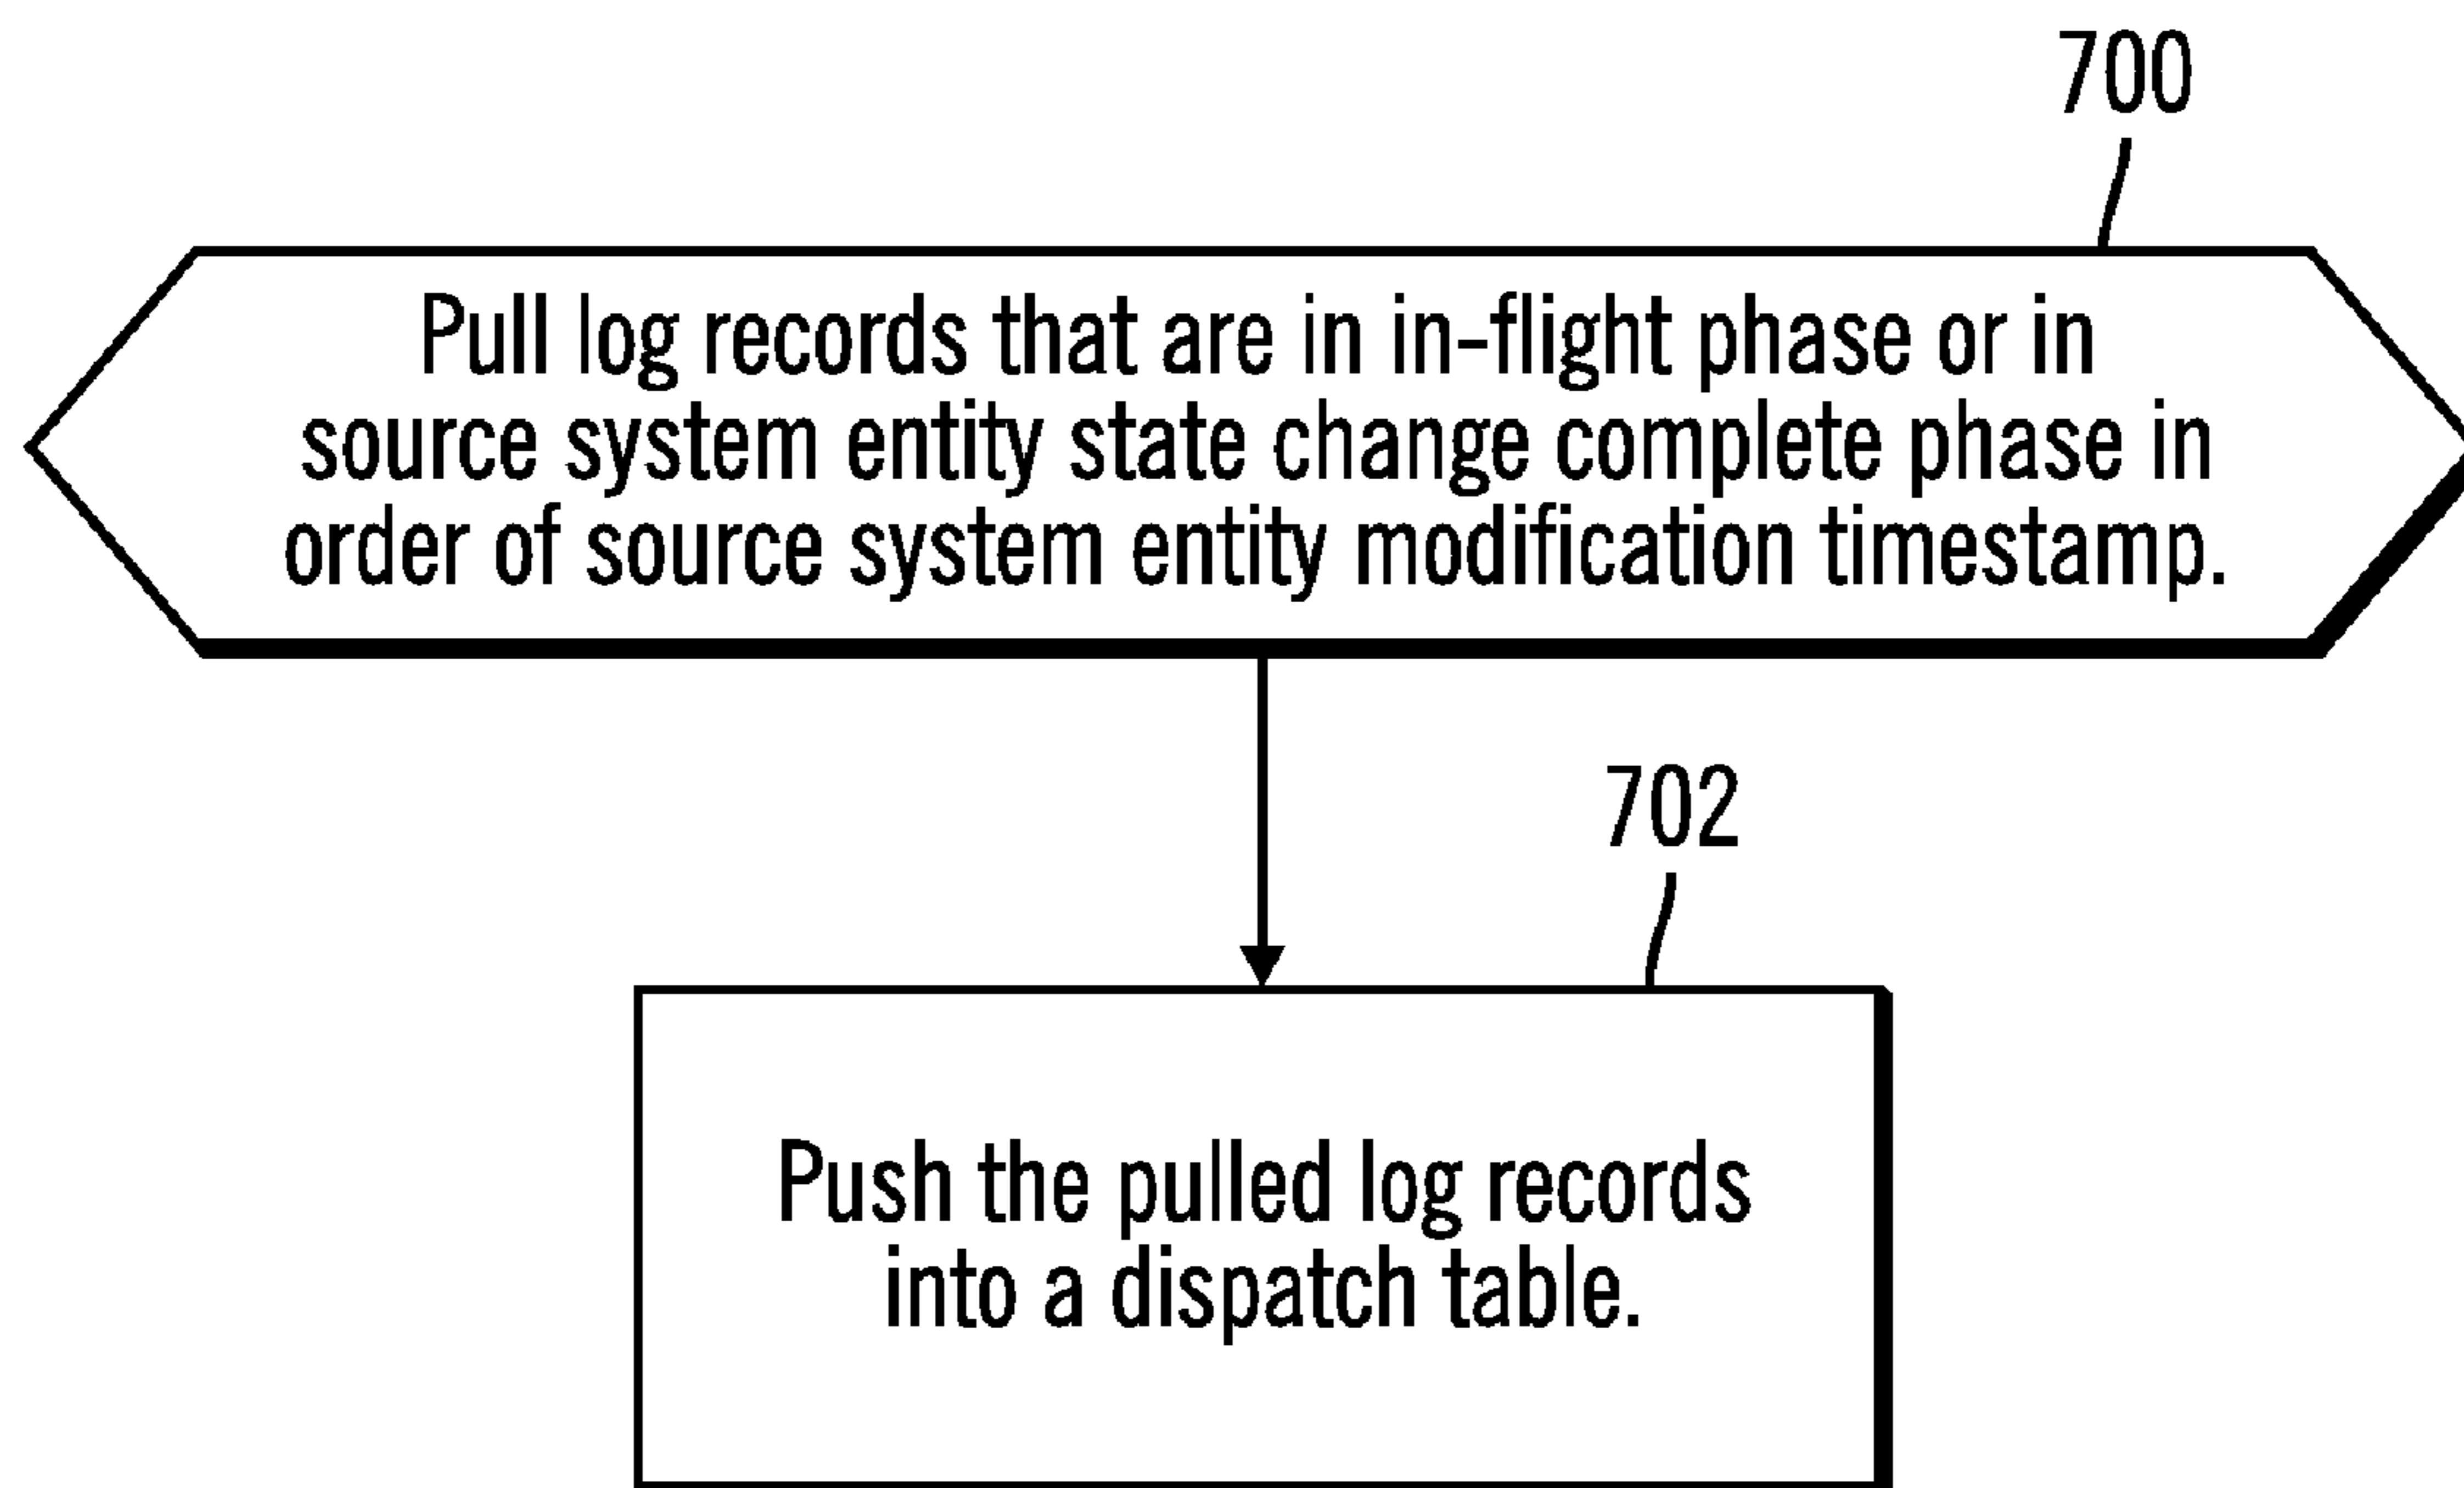 700
Pull log records that are in in-flight phase or in
source system entity state change complete phase in
order of source system entity modification timestamp.
702
Push the pulled log records
into a dispatch table.